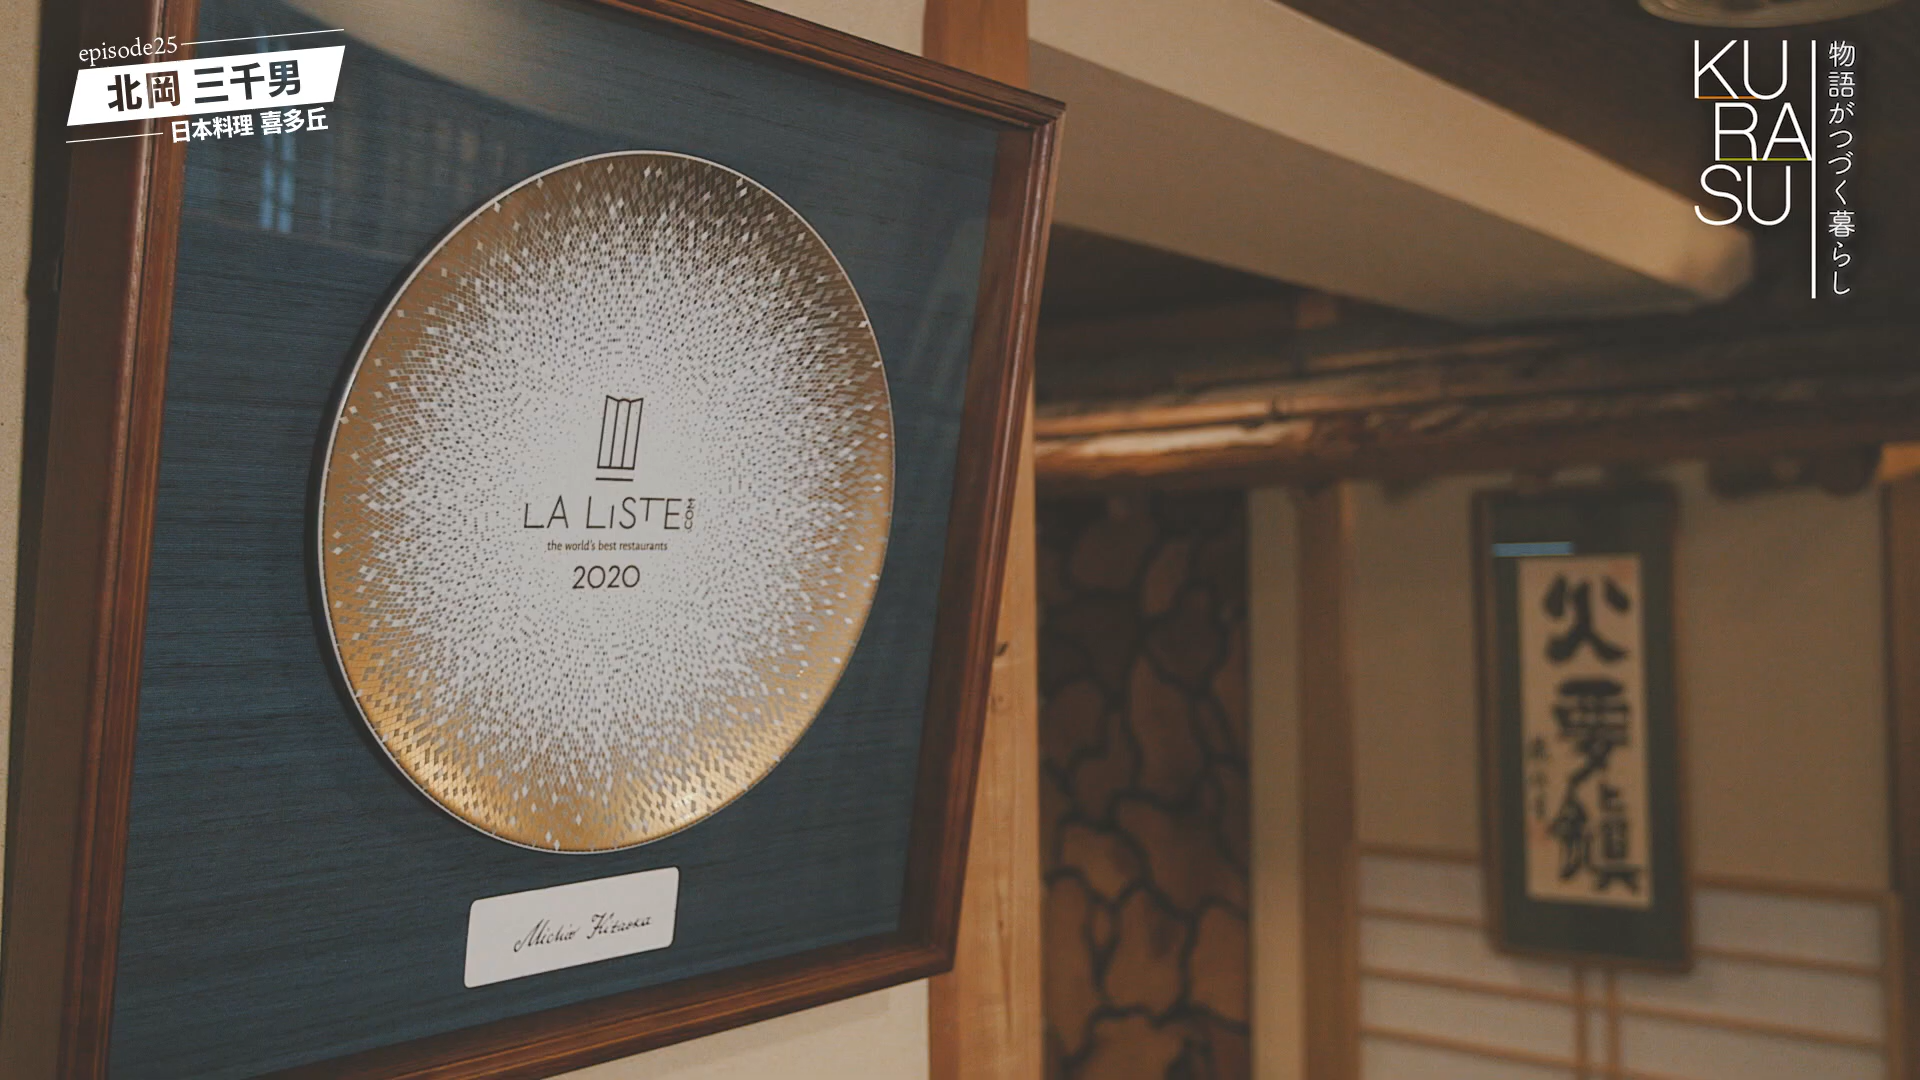 episode25
北岡 三千男
日本料理 喜多丘
KU
RA
SU
物語がつづく暮らし
LA LiSTE.COM
the world's best restaurants
2020
Michio Kitaoka